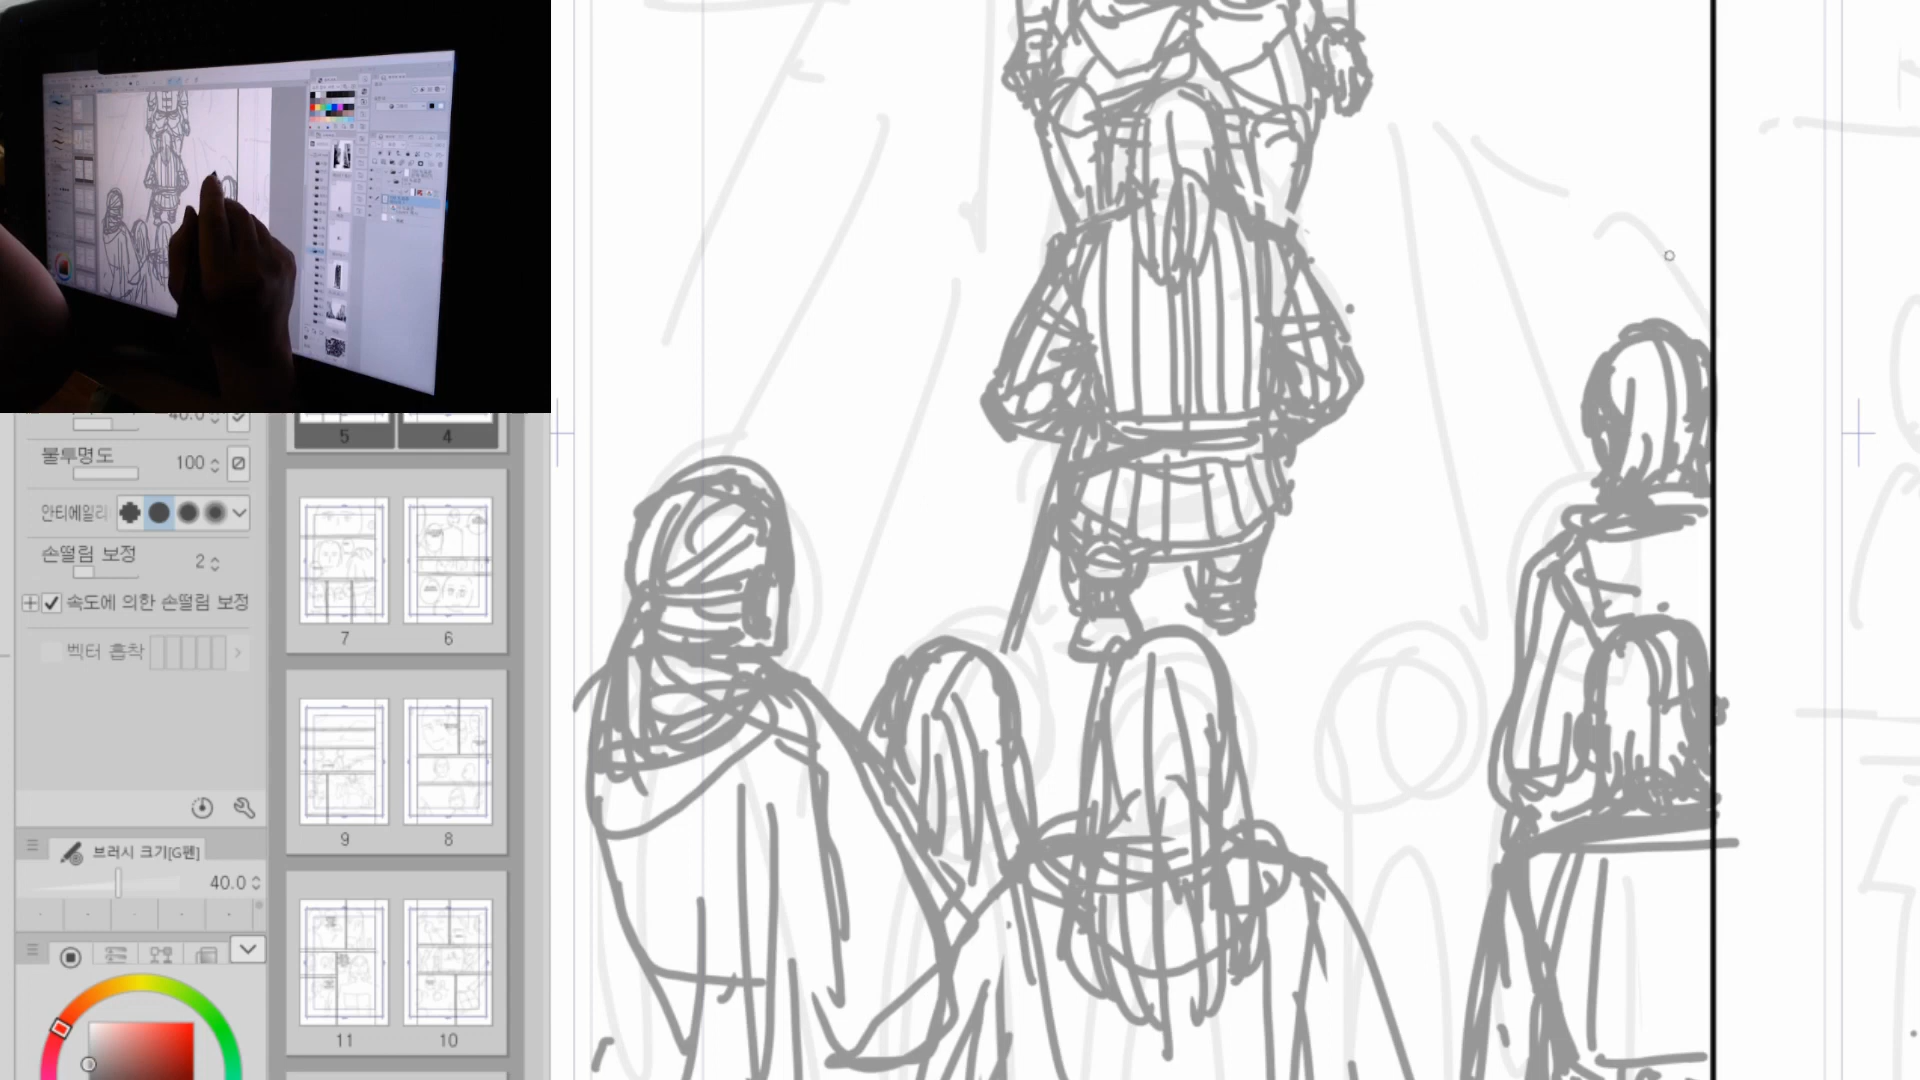 40.0
5 4
불투명도 100
안티에일리
손떨림 보정 2
속도에 의한 손떨림 보정
벡터 흡착
7 6
9 8
브러시 크기[G펜]
40.0
11 10